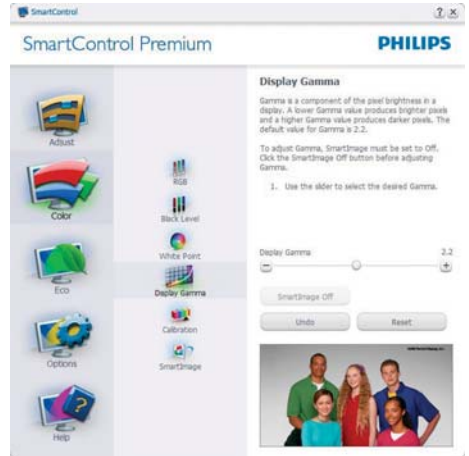 SmartControl
SmartControl Premium
PHILIPS
Adjust
Color
Eco
Options
Help
RGB
Black Level
White Point
Display Gamma
Calibration
SmartImage
Display Gamma
Gamma is a component of the pixel brightness in a
display. A lower Gamma value produces brighter pixels
and a higher Gamma value produces darker pixels. The
default value for Gamma is 2.2.
To adjust Gamma, SmartImage must be set to Off.
Click the SmartImage Off button before adjusting
Gamma.
1. Use the slider to select the desired Gamma.
Display Gamma 2.2
SmartImage Off
Undo Reset